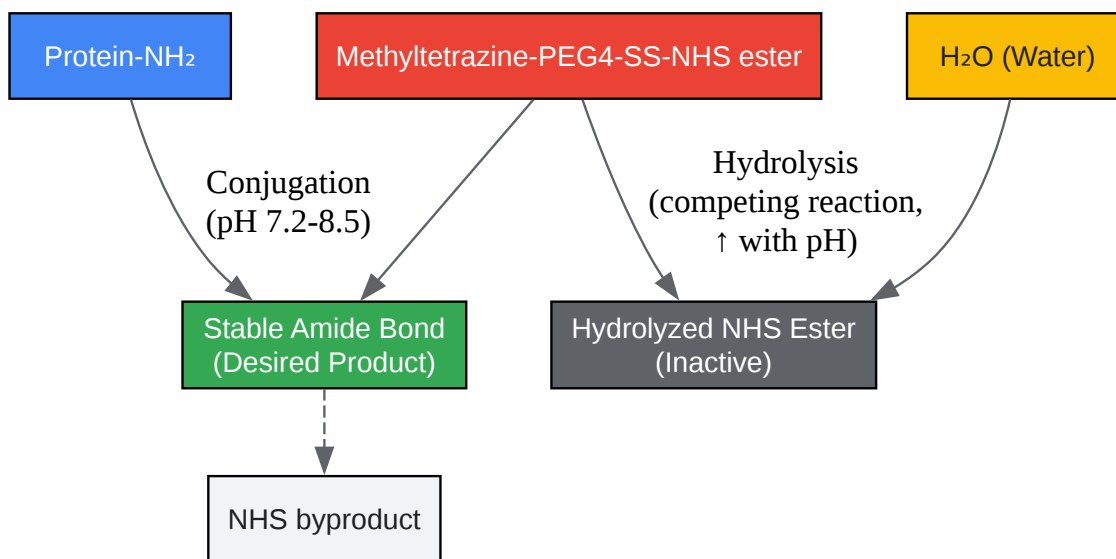 Protein-NH₂
Methyltetrazine-PEG4-SS-NHS ester
H₂O (Water)
Conjugation
(pH 7.2-8.5)
Hydrolysis
(competing reaction,
↑ with pH)
Stable Amide Bond
(Desired Product)
Hydrolyzed NHS Ester
(Inactive)
NHS byproduct